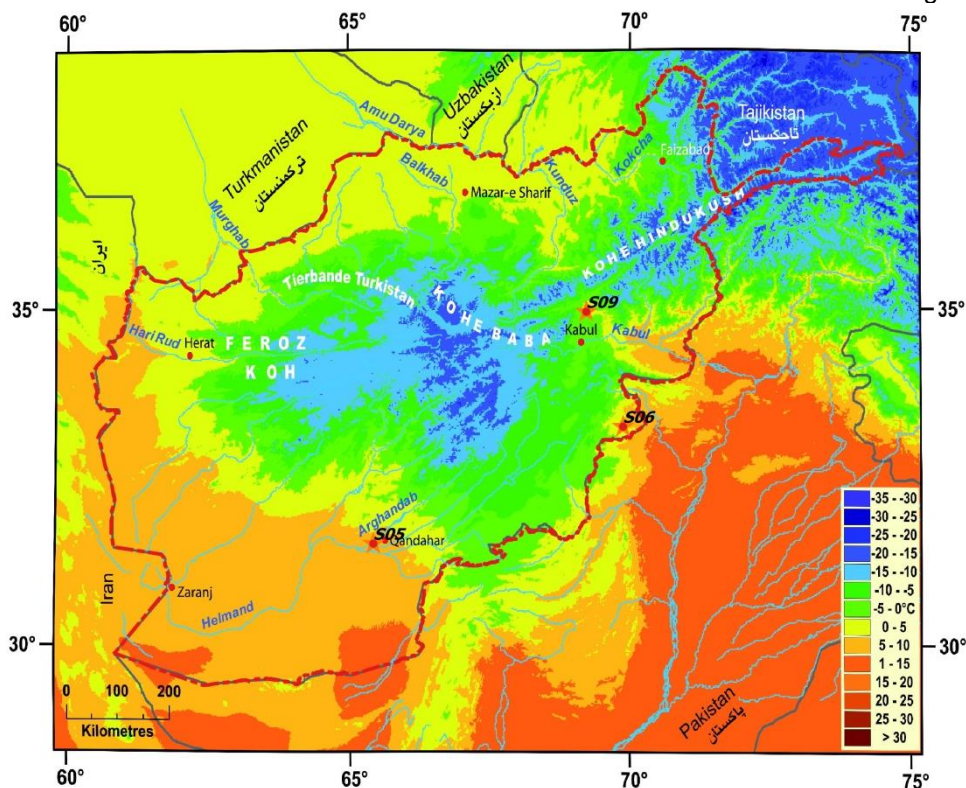 g
60°
65°
70°
75°
Uzbakistan
ازبکستان
Amu Darya
Tajikistan
تاجکستان
Turkmanistan
ترکمنستان
Kokcha
Faizabad
Balkhab
Kunduz
Mazar-e Sharif
Murghab
KOHE HINDUKUSH
ایران
Tierbande Turkistan
35°
35°
KOHE BABA
S09
Kabul
Kabul
Hari Rud
Herat
FEROZ
KOH
S06
Arghandab
S05
Qandahar
-35 - -30
-30 - -25
-25 - -20
20 - -15
-15 - -10
-10 - -5
-5 - 0°C
0 - 5
5 - 10
1 - 15
15 - 20
20 - 25
25 - 30
> 30
Iran
Zaranj
Helmand
30°
30°
0 100 200
Kilometres
Pakistan
پاکستان
60°
65°
70°
75°